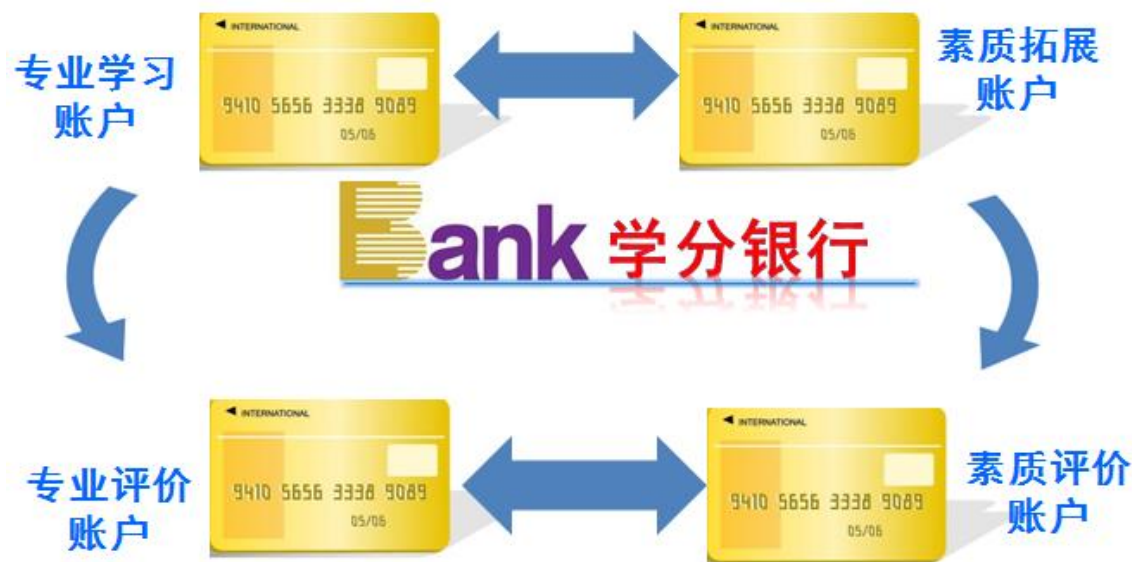 INTERNATIONAL
9410 5656 3338 9089
05/06
专业学习
账户
INTERNATIONAL
9410 5656 3338 9089
05/06
素质拓展
账户
Bank 学分银行
INTERNATIONAL
9410 5656 3338 9089
05/06
专业评价
账户
INTERNATIONAL
9410 5656 3338 9089
05/06
素质评价
账户